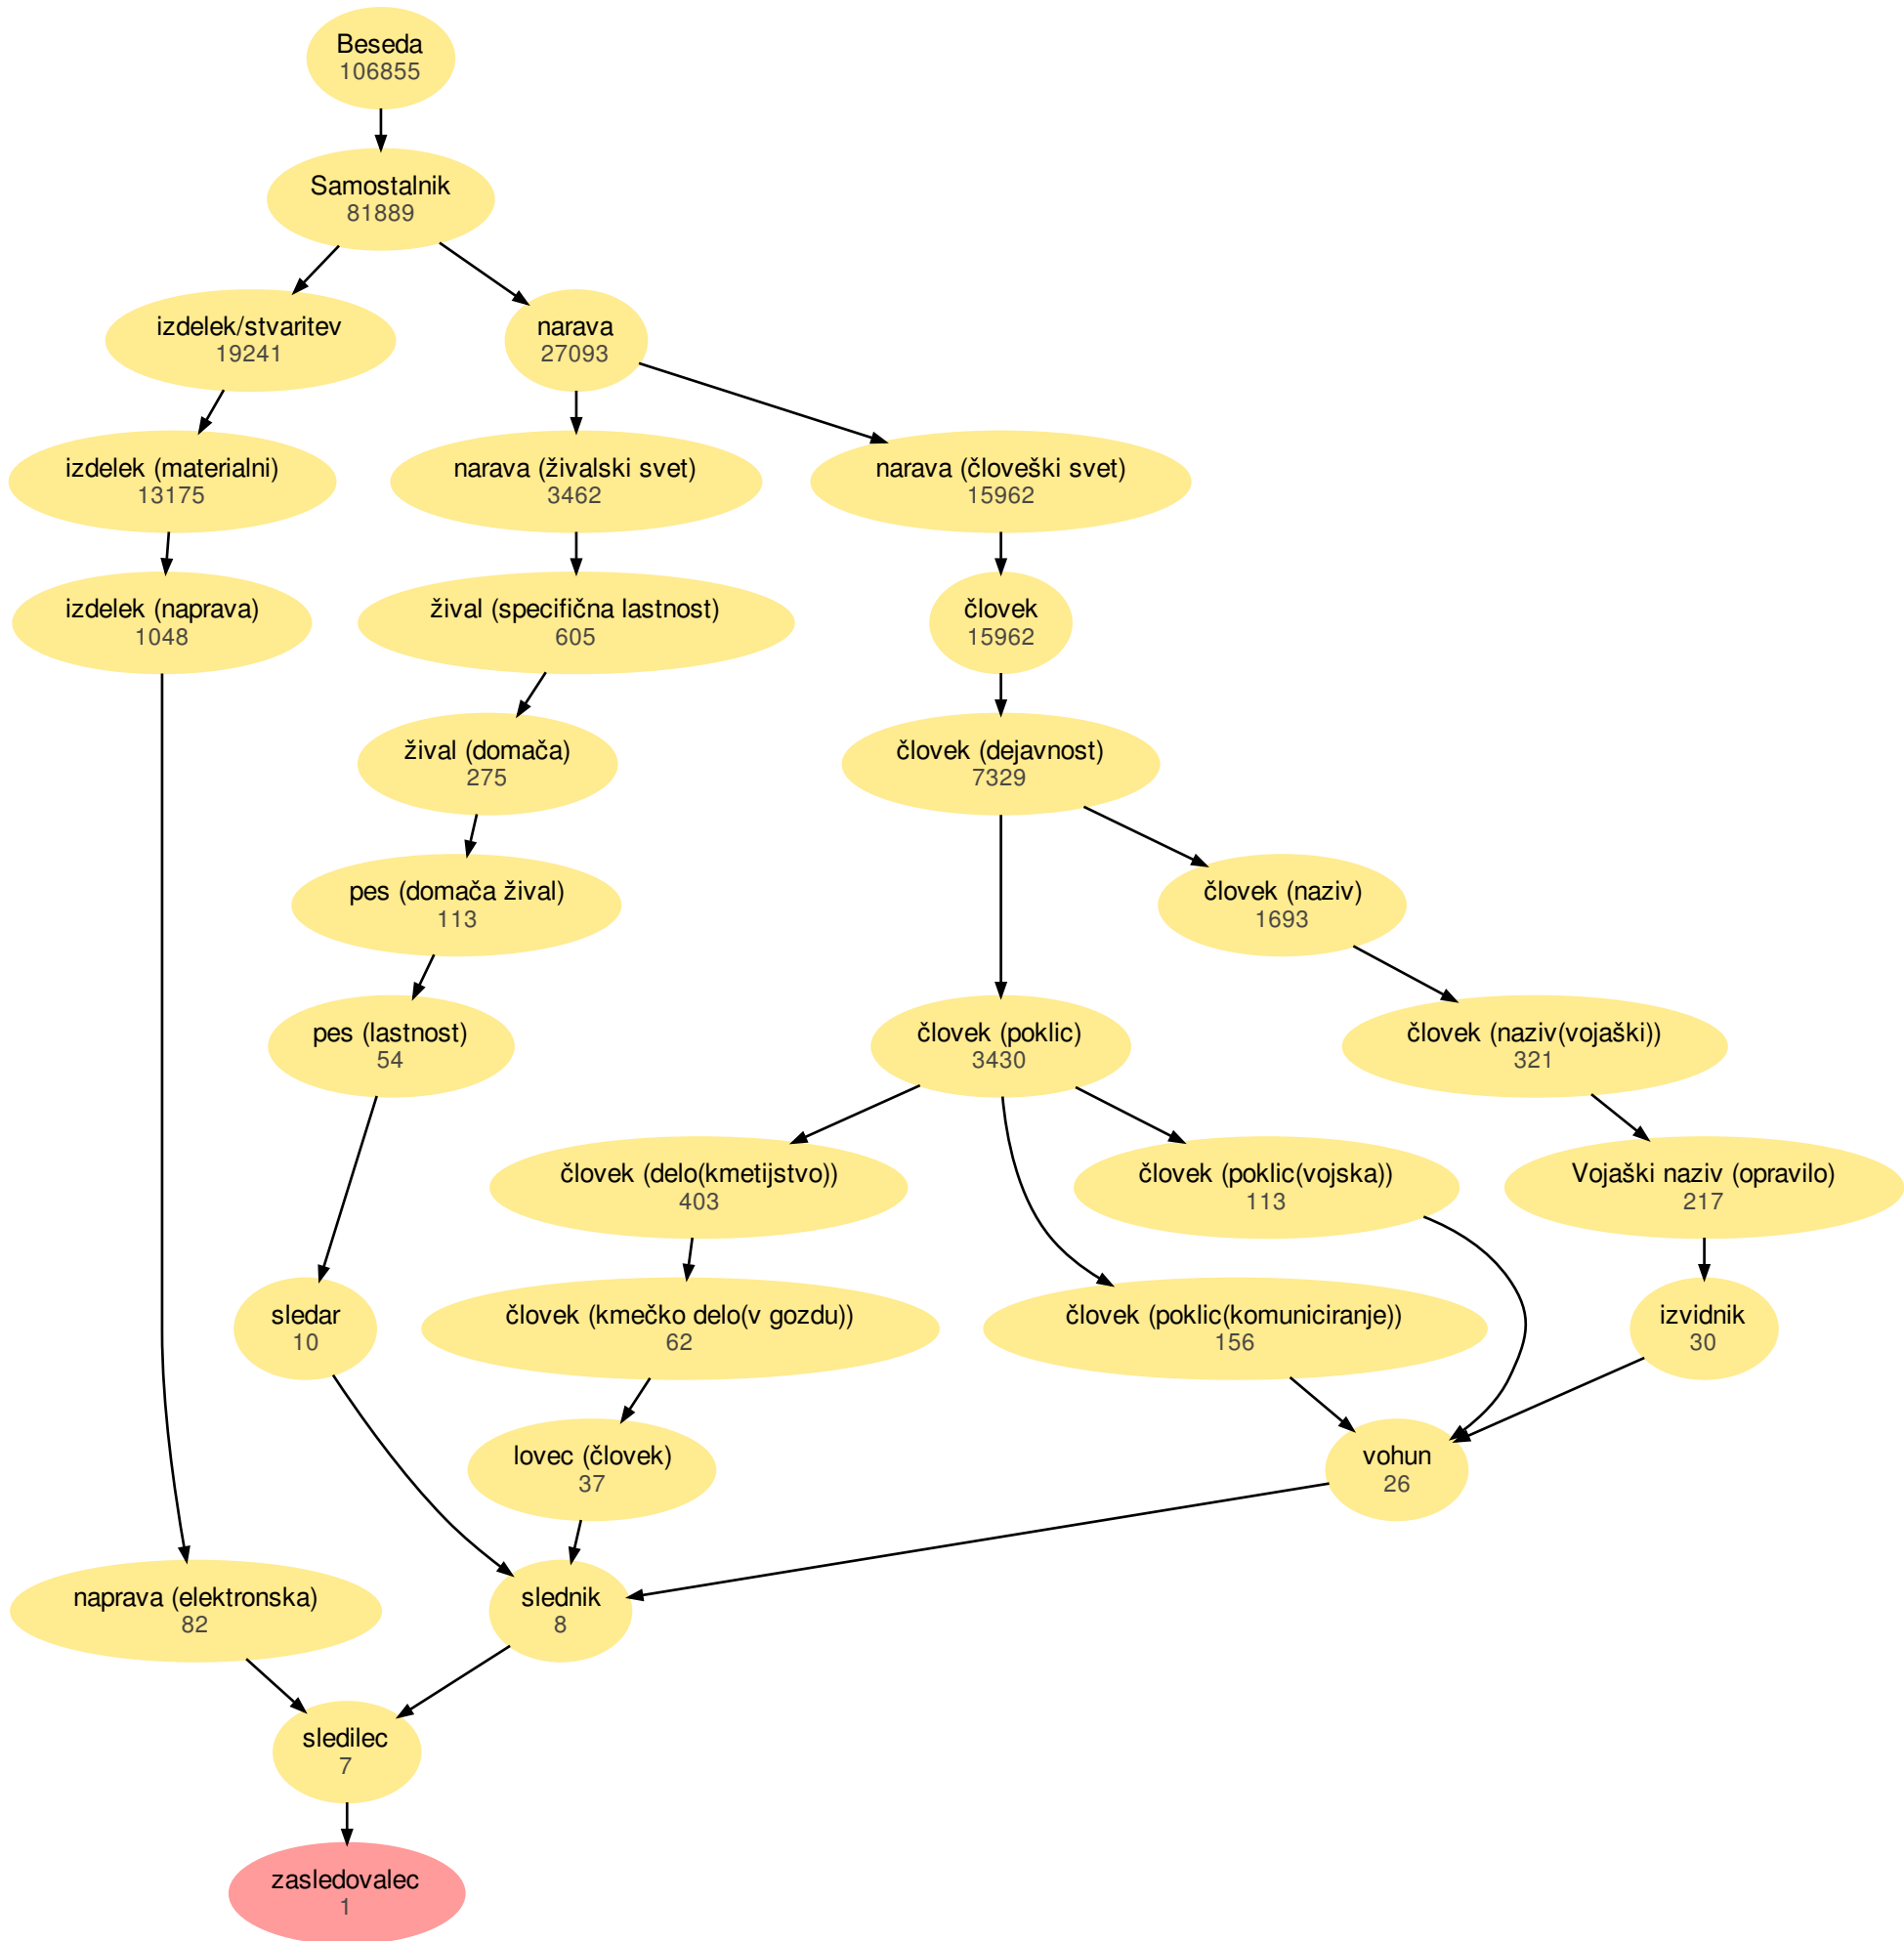 Beseda
106855
Samostalnik
81889
izdelek/stvaritev
19241
narava
27093
izdelek (materialni)
13175
narava (živalski svet)
3462
narava (človeški svet)
15962
izdelek (naprava)
1048
žival (specifična lastnost)
605
človek
15962
žival (domača)
275
človek (dejavnost)
7329
pes (domača žival)
113
človek (naziv)
1693
pes (lastnost)
54
človek (poklic)
3430
človek (naziv(vojaški))
321
človek (delo(kmetijstvo))
403
človek (poklic(vojska))
113
Vojaški naziv (opravilo)
217
sledar
10
človek (kmečko delo(v gozdu))
62
človek (poklic(komuniciranje))
156
izvidnik
30
lovec (človek)
37
vohun
26
naprava (elektronska)
82
slednik
8
sledilec
7
zasledovalec
1